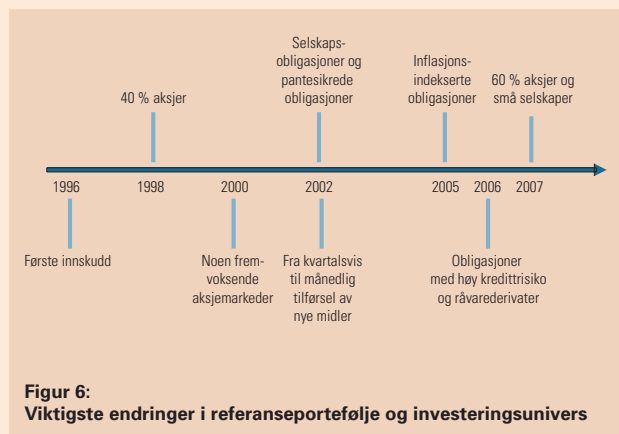 Selskaps-
obligasjoner og
pantesikrede
obligasjoner
Inflasjons-
indekserte
obligasjoner
60 % aksjer og
små selskaper
40 % aksjer
1996
1998
2000
2002
2005
2006
2007
Første innskudd
Noen frem-
voksende
aksjemarkeder
Fra kvartalsvis
til månedlig
tilførsel av
nye midler
Obligasjoner
med høy kredittrisiko
og råvarederivater
Figur 6:
Viktigste endringer i referanseportefølje og investeringsunivers